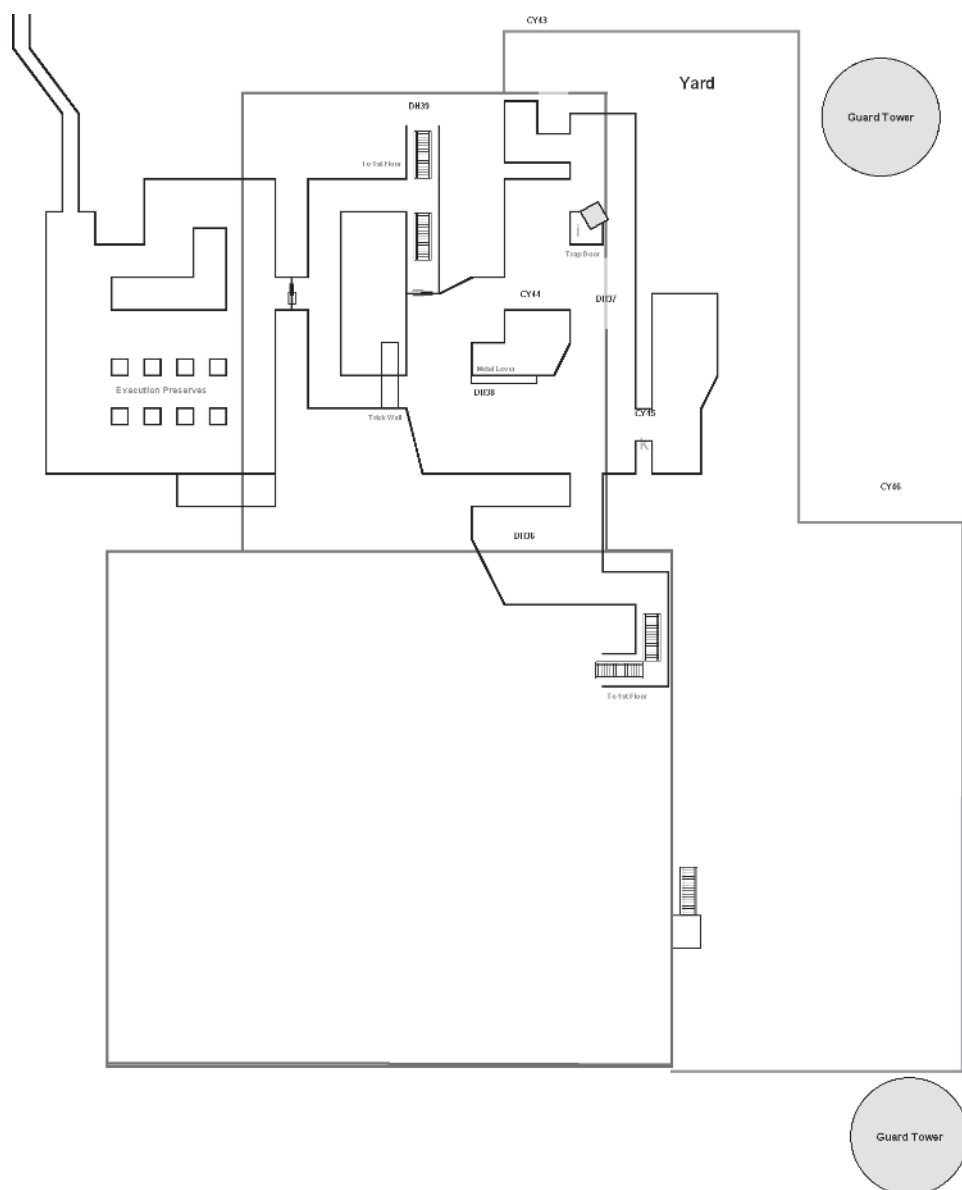 CY43
Yard
DH39
Guard Tower
To 1st Floor
Trap Door
CY44
DH37
Metal Lever
Execution Preserves
DH38
Trick Wall
CY45
k
CY46
DH36
To 1st Floor
Guard Tower